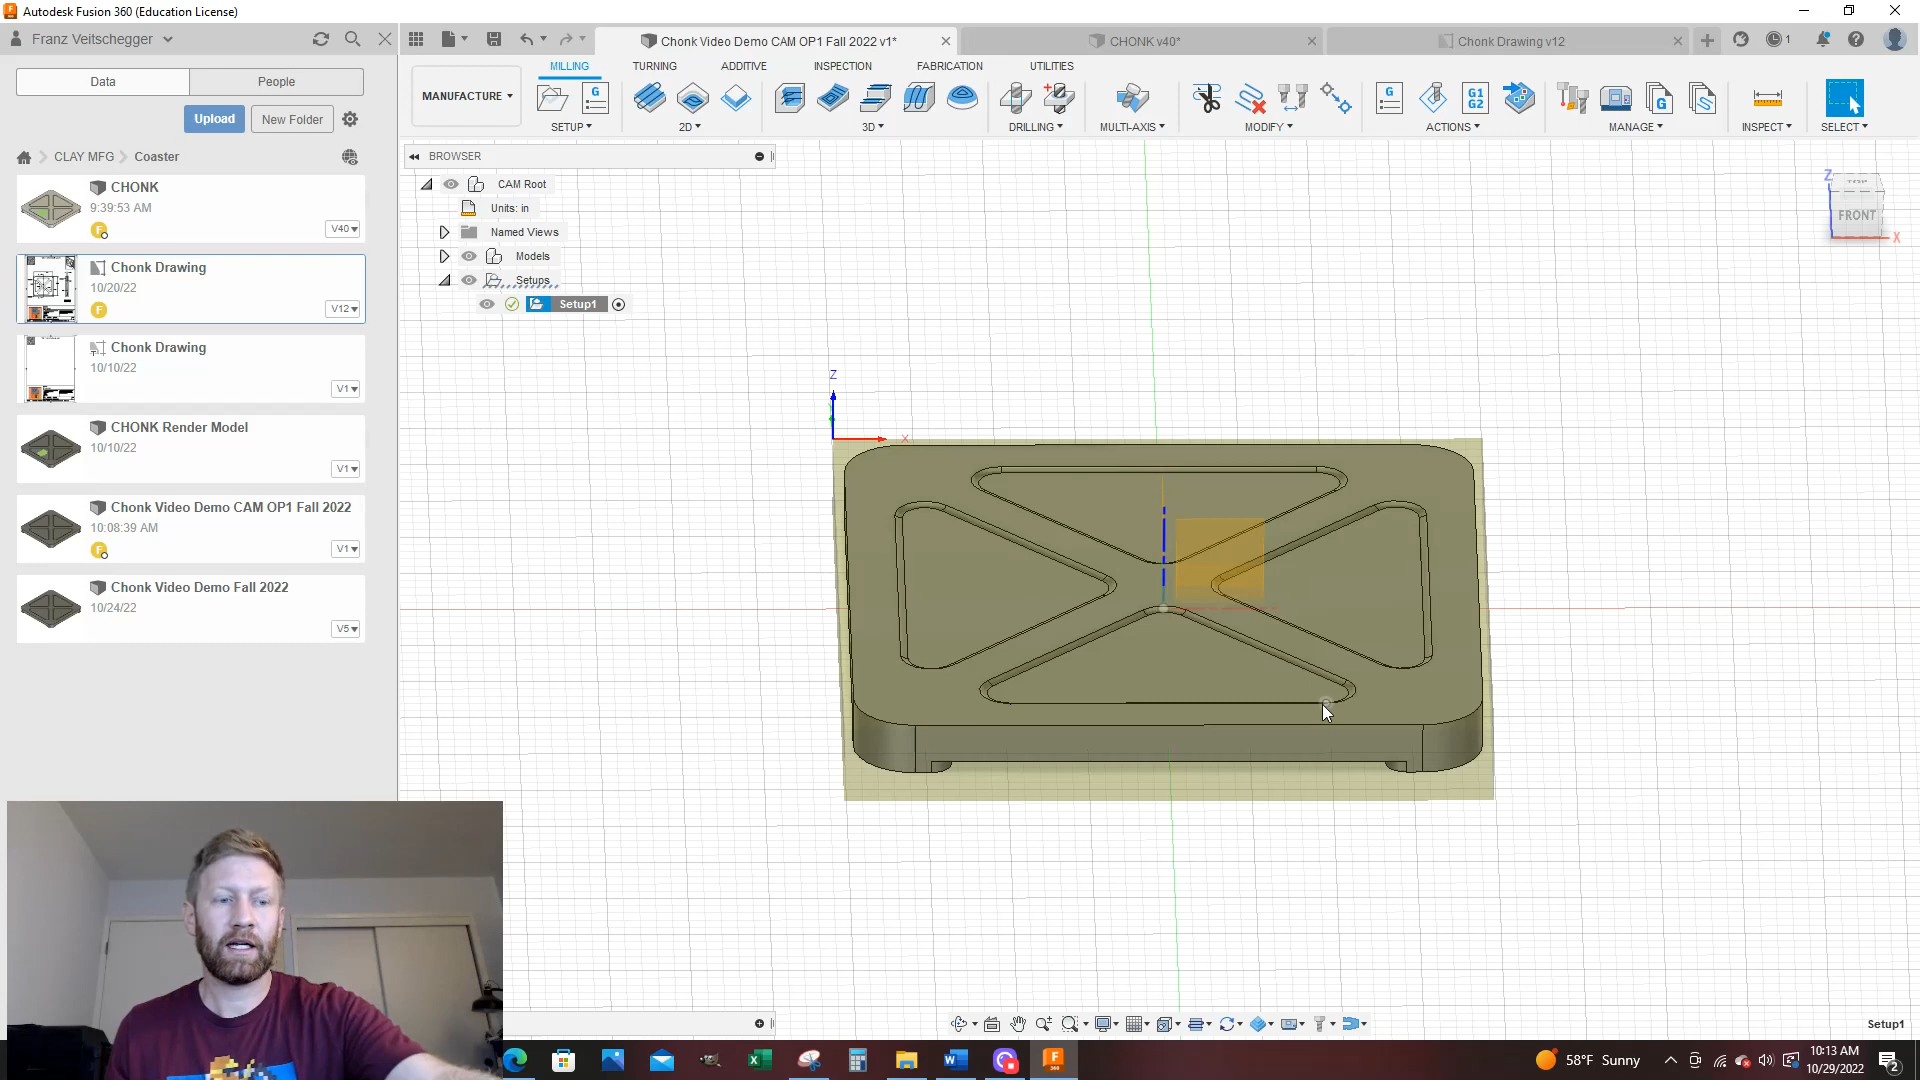 Autodesk Fusion 360 (Education License)
Franz Veitschegger
Chonk Video Demo CAM OP1 Fall 2022 v1*
CHONK v40*
Chonk Drawing v12
1
Data
People
Upload
New Folder
CLAY MFG
Coaster
MANUFACTURE
MILLING
TURNING
ADDITIVE
INSPECTION
FABRICATION
UTILITIES
G
G1
G2
SETUP
2D
3D
DRILLING
MULTI-AXIS
MODIFY
ACTIONS
MANAGE
INSPECT
SELECT
BROWSER
CAM Root
Units: in
Named Views
Models
Setups
Setup1
CHONK
9:39:53 AM
V40
Chonk Drawing
10/20/22
V12
Chonk Drawing
10/10/22
V1
CHONK Render Model
10/10/22
V1
Chonk Video Demo CAM OP1 Fall 2022
10:08:39 AM
V1
Chonk Video Demo Fall 2022
10/24/22
V5
Z
X
Z
TOP
FRONT
X
Setup1
58°F Sunny
10:13 AM
10/29/2022
2